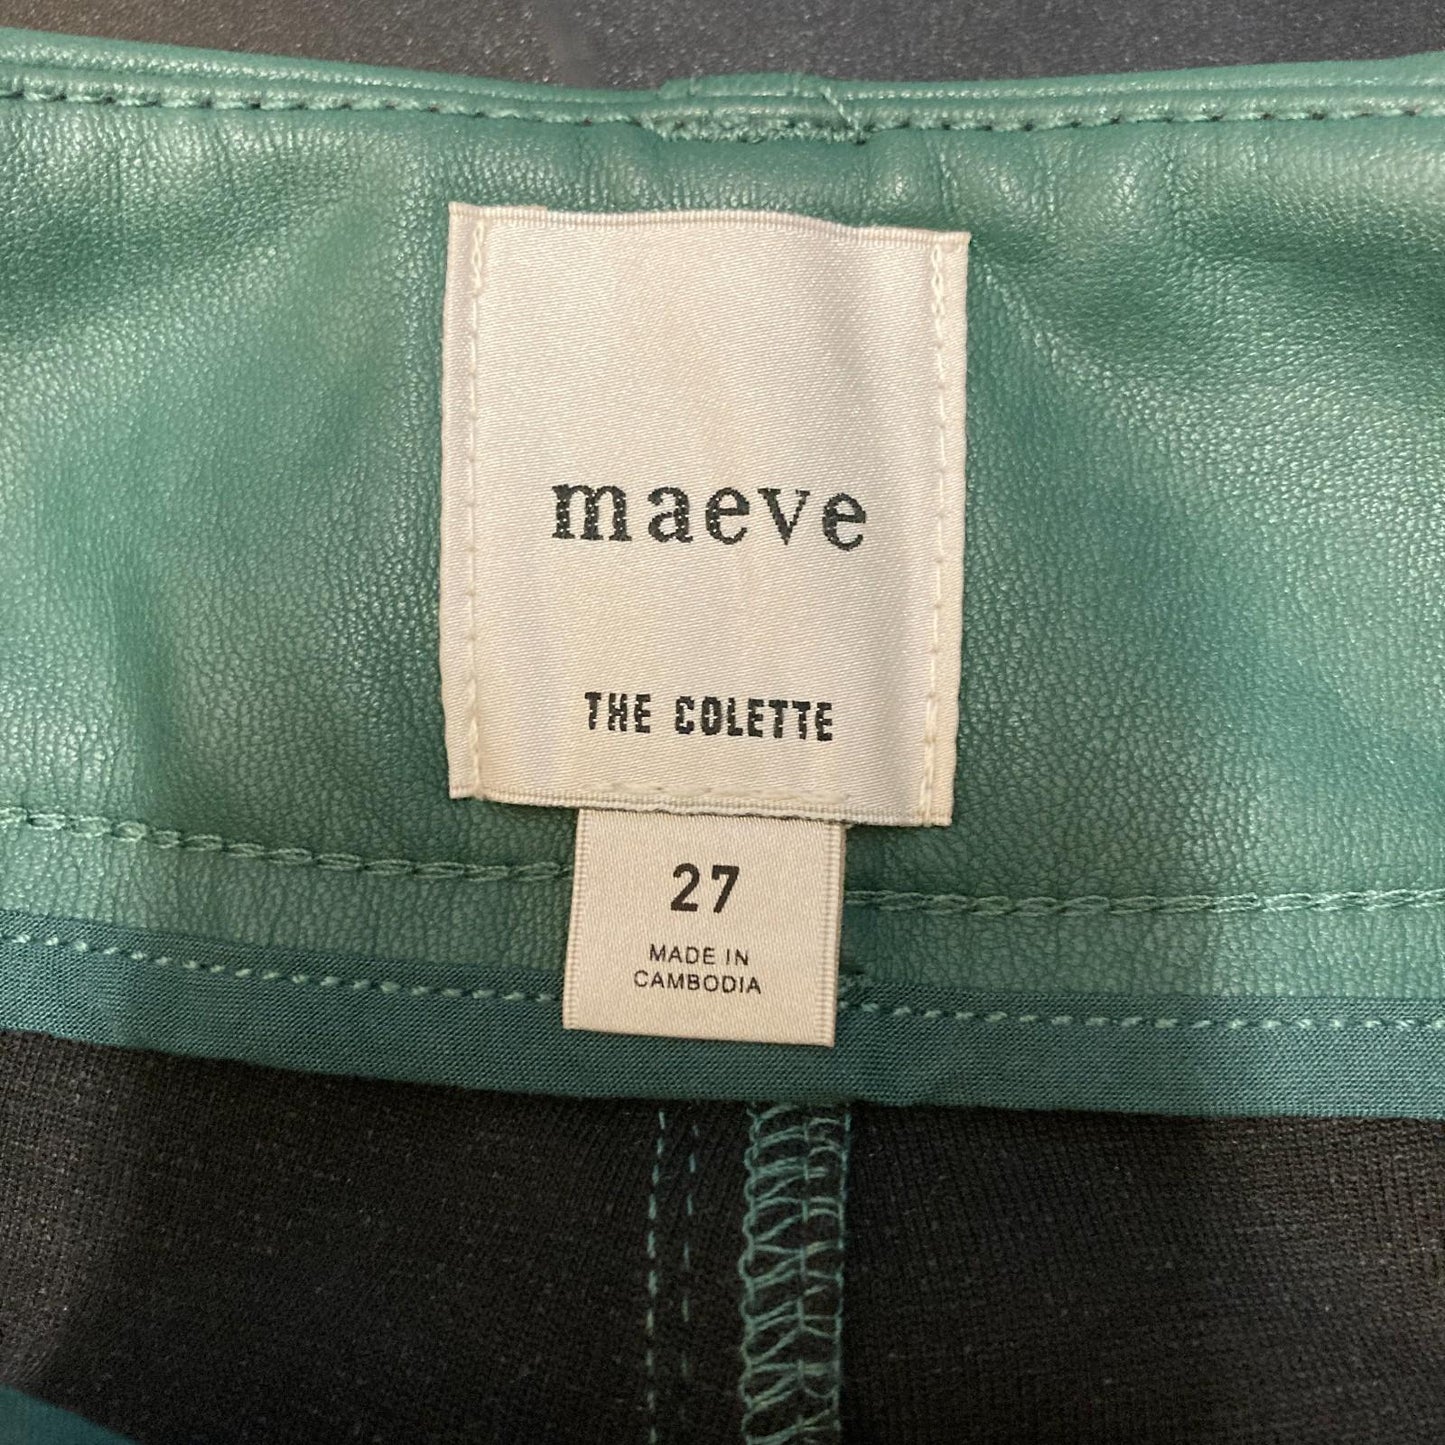 maeve
THE COLETTE
27
MADE IN
CAMBODIA